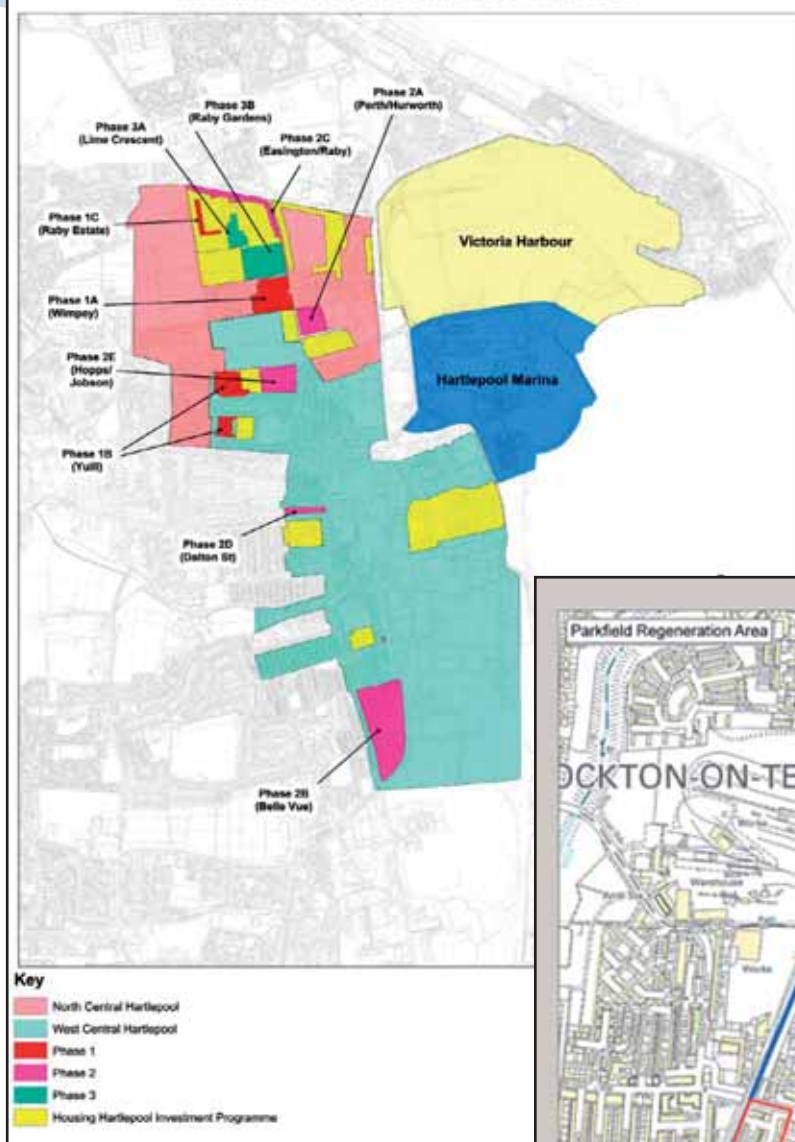 Phase 2A
(Perth/Hurworth)
Phase 3B
(Raby Gardens)
Phase 3A
(Lime Crescent)
Phase 2C
(Easington/Raby)
Phase 1C
(Raby Estate)
Victoria Harbour
Phase 1A
(Wimpey)
Phase 2E
(Hopps/
Jobson)
Hartlepool Marina
Phase 1B
(Yuill)
Phase 2D
(Dalton St)
Phase 2B
(Belle Vue)
Key
North Central Hartlepool
West Central Hartlepool
Phase 1
Phase 2
Phase 3
Housing Hartlepool Investment Programme
Parkfield Regeneration Area
OCKTON-ON-TE
Warehouse
Works